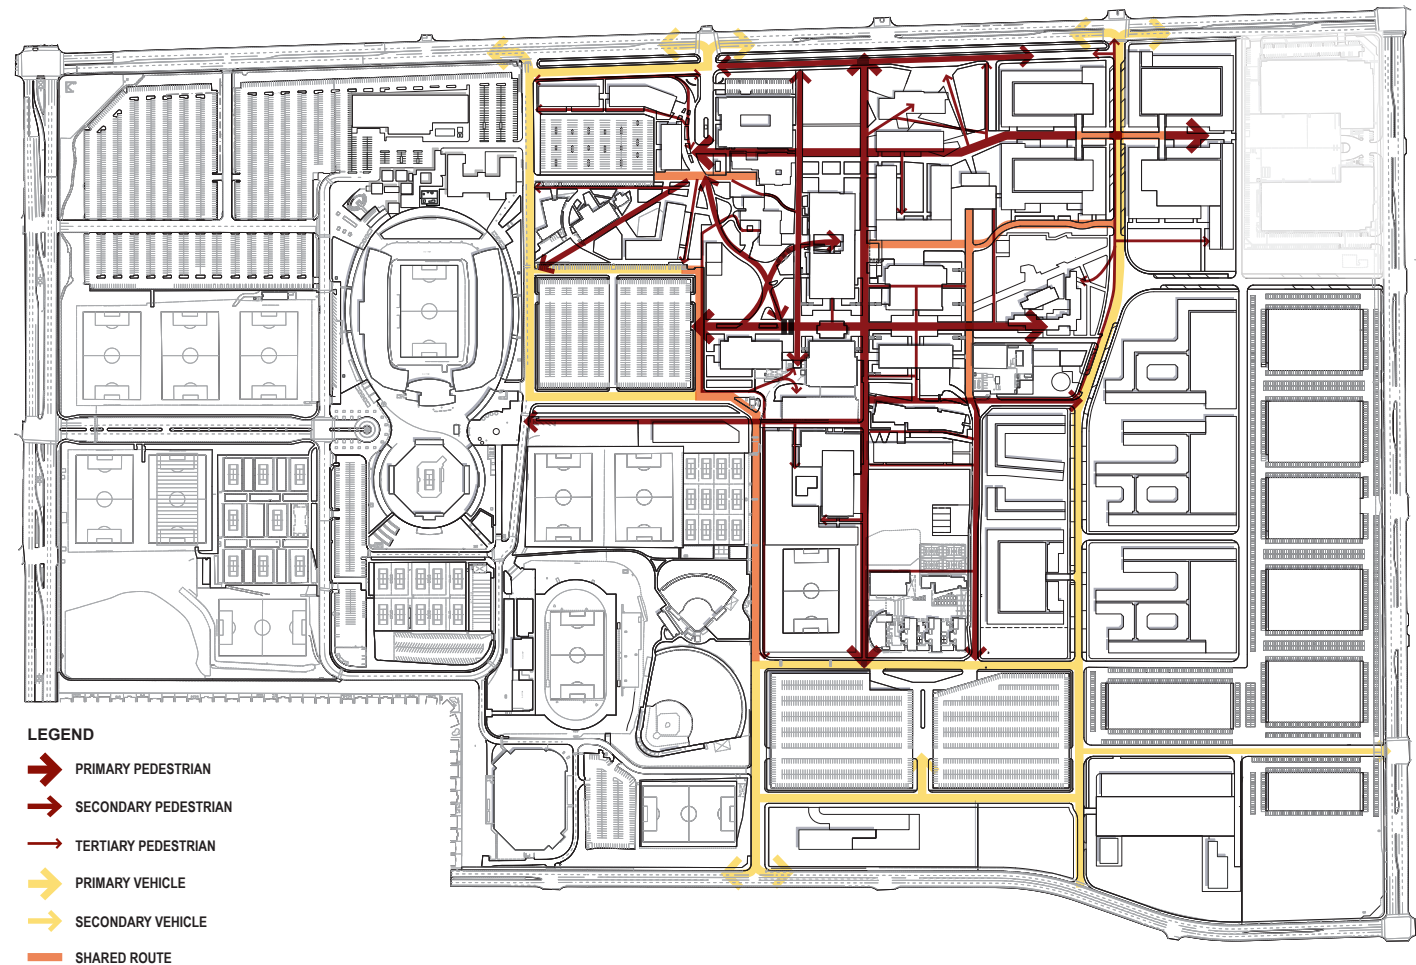 LEGEND
PRIMARY PEDESTRIAN
SECONDARY PEDESTRIAN
TERTIARY PEDESTRIAN
PRIMARY VEHICLE
SECONDARY VEHICLE
SHARED ROUTE